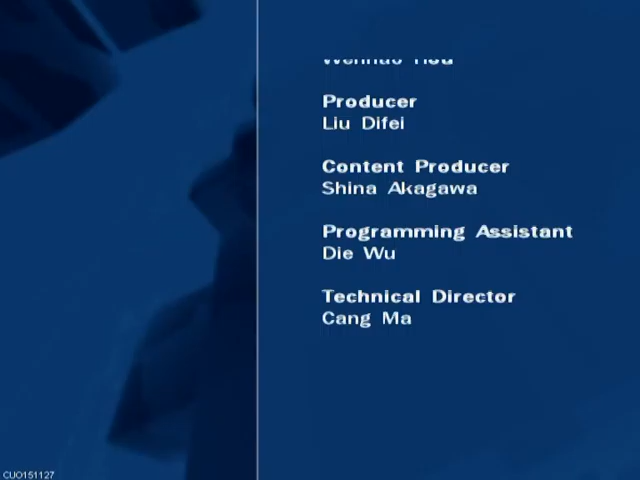 Producer
Liu Difei
Content Producer
Shina Akagawa
Programming Assistant
Die Wu
Technical Director
Cang Ma
CUO151127